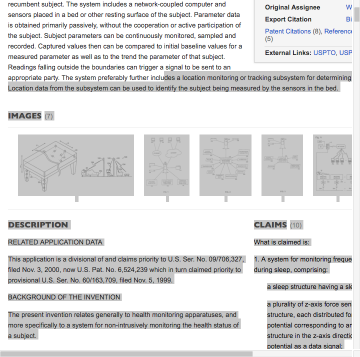 recumbent subject. The system includes a network-coupled computer and
sensors placed in a bed or other resting surface of the subject. Parameter data
is obtained primarily passively, without the cooperation or active participation of
the subject. Subject parameters can be continuously monitored, sampled and
recorded. Captured values then can be compared to initial baseline values for a
measured parameter as well as to the trend of that subject parameter.
Readings falling outside the boundaries can trigger a signal to be sent to an
appropriate party. The system preferably further includes a location monitoring or tracking subsystem for determining
Location data from the subsystem can be used to identify the subject being measured by the sensors in the bed.
Original Assignee
Export Citation
Patent Citations (8), Reference
(5)
External Links: USPTO, USP
IMAGES (7)
DESCRIPTION
RELATED APPLICATION DATA
This application is a divisional of and claims priority to U.S. Ser. No. 09/706,327,
filed Nov. 3, 2000, now U.S. Pat. No. 6,524,239 which in turn claimed priority to
provisional U.S. Ser. No. 60/163,709, filed Nov. 5, 1999.
BACKGROUND OF THE INVENTION
The present invention relates generally to health monitoring apparatuses, and
more specifically to a system for non-intrusively monitoring the health status of
a subject.
CLAIMS (10)
What is claimed is:
1. A system for monitoring freque
during sleep, comprising:
a sleep structure having a sle
a plurality of z-axis force sen
structure, each distributed fo
potential corresponding to an
structure in the z-axis directic
potential as a data signal;